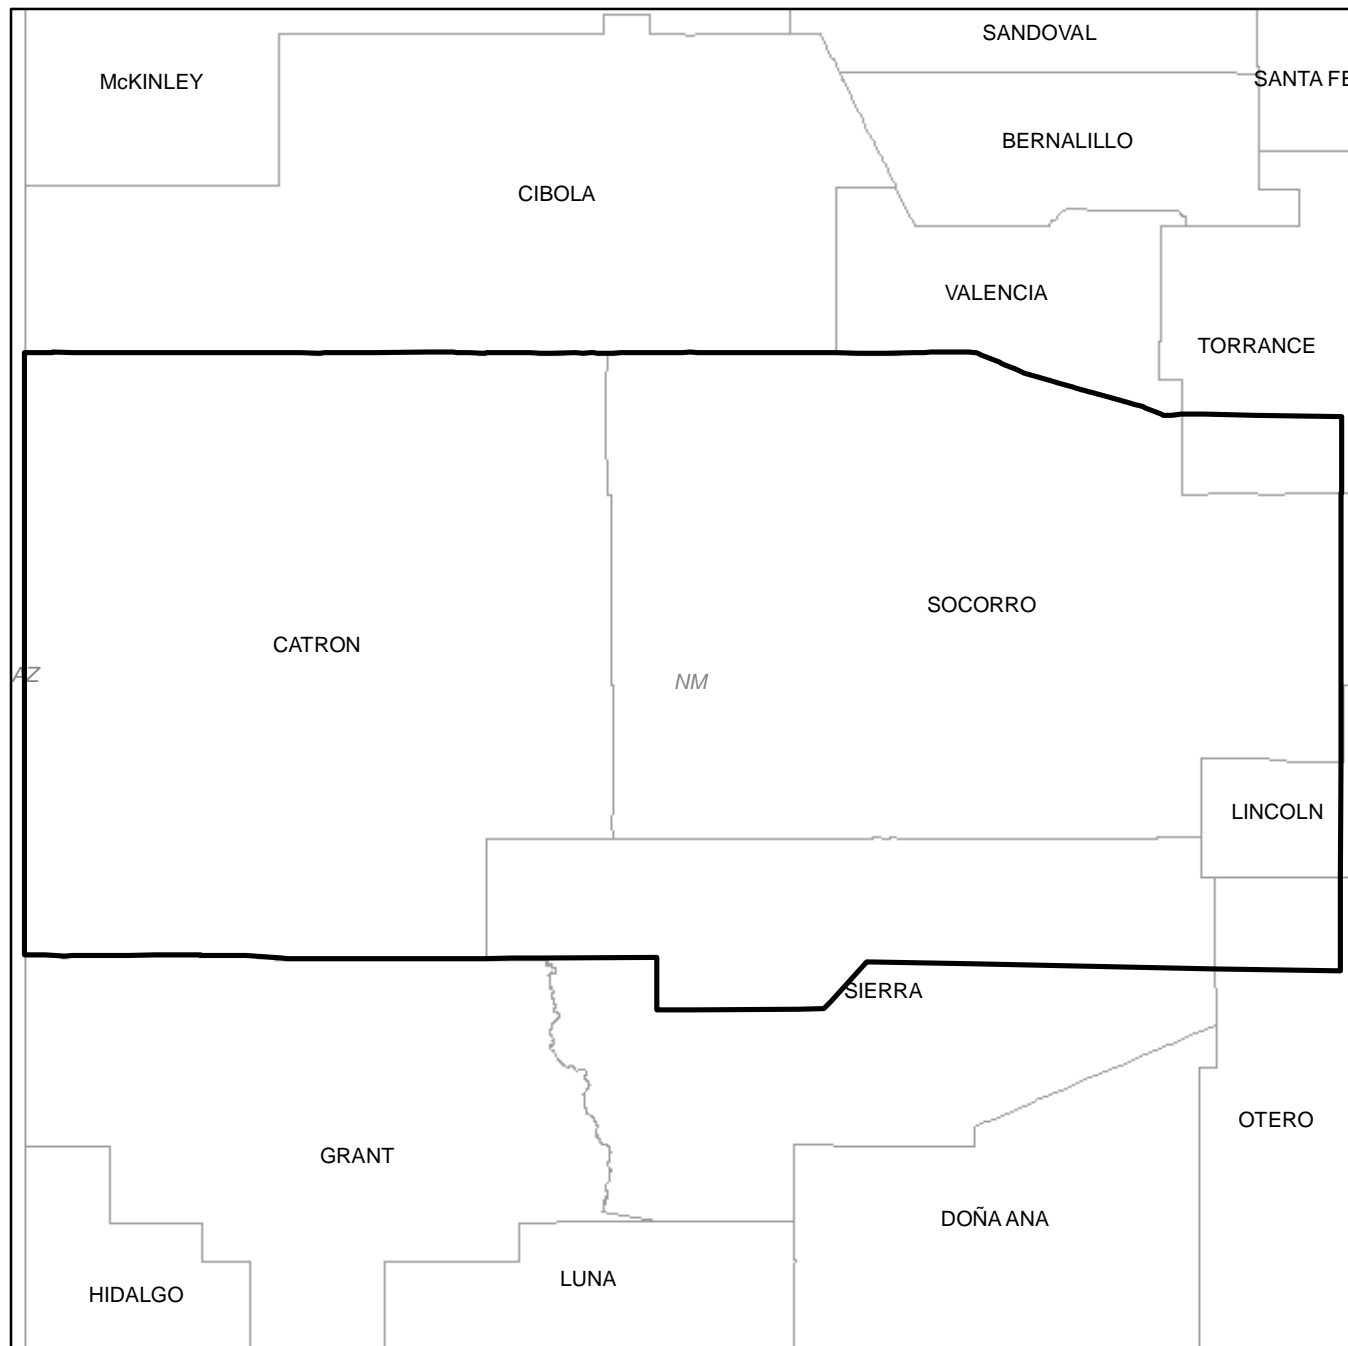 SANDOVAL
McKINLEY
SANTA FE
BERNALILLO
CIBOLA
VALENCIA
TORRANCE
SOCORRO
CATRON
AZ
NM
LINCOLN
SIERRA
OTERO
GRANT
DOÑA ANA
LUNA
HIDALGO